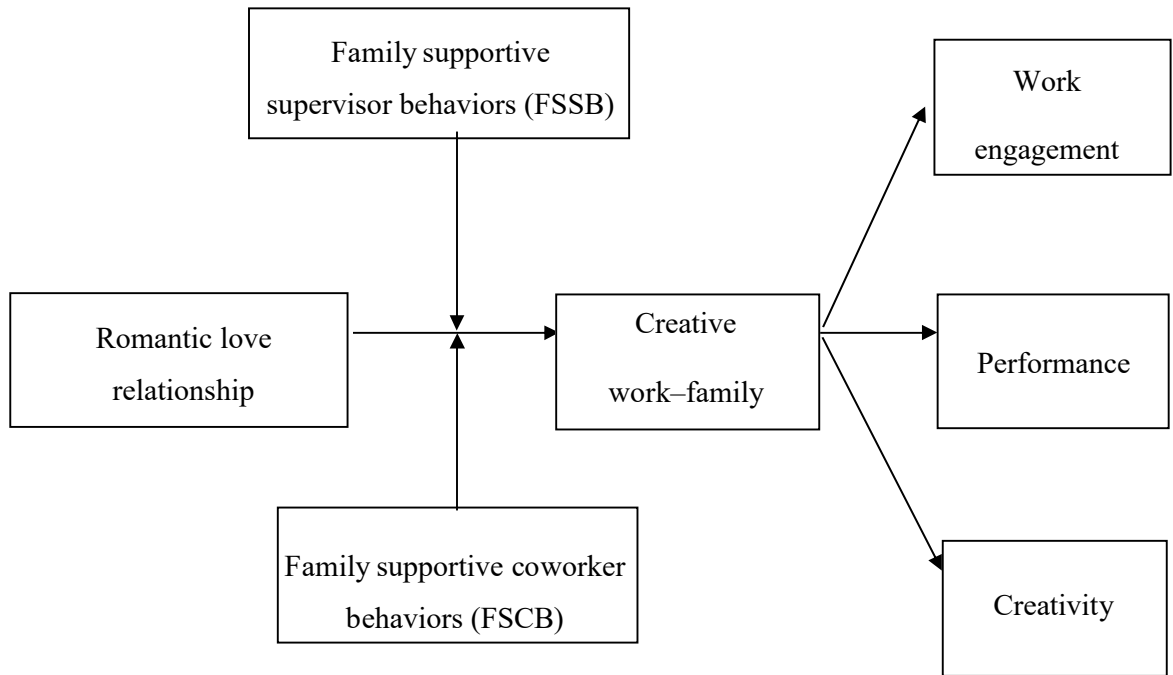 Family supportive
supervisor behaviors (FSSB)
Work
engagement
Romantic love
relationship
Creative
work–family
Performance
Family supportive coworker
behaviors (FSCB)
Creativity